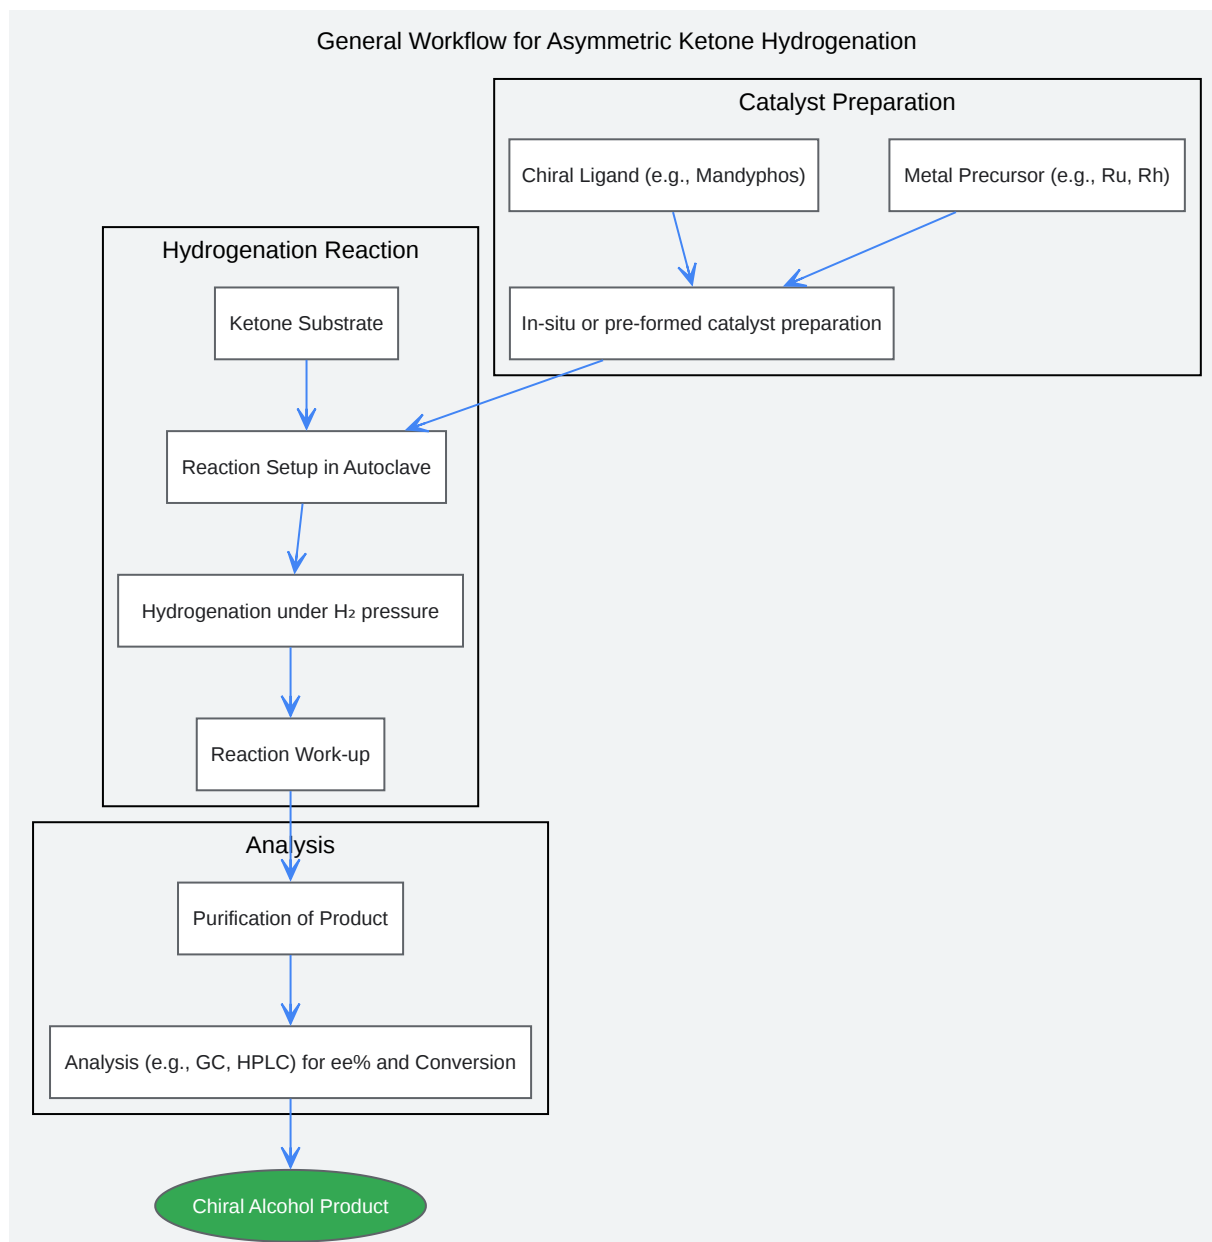 General Workflow for Asymmetric Ketone Hydrogenation
Catalyst Preparation
Chiral Ligand (e.g., Mandyphos)
Metal Precursor (e.g., Ru, Rh)
In-situ or pre-formed catalyst preparation
Hydrogenation Reaction
Ketone Substrate
Reaction Setup in Autoclave
Hydrogenation under H₂ pressure
Reaction Work-up
Analysis
Purification of Product
Analysis (e.g., GC, HPLC) for ee% and Conversion
Chiral Alcohol Product